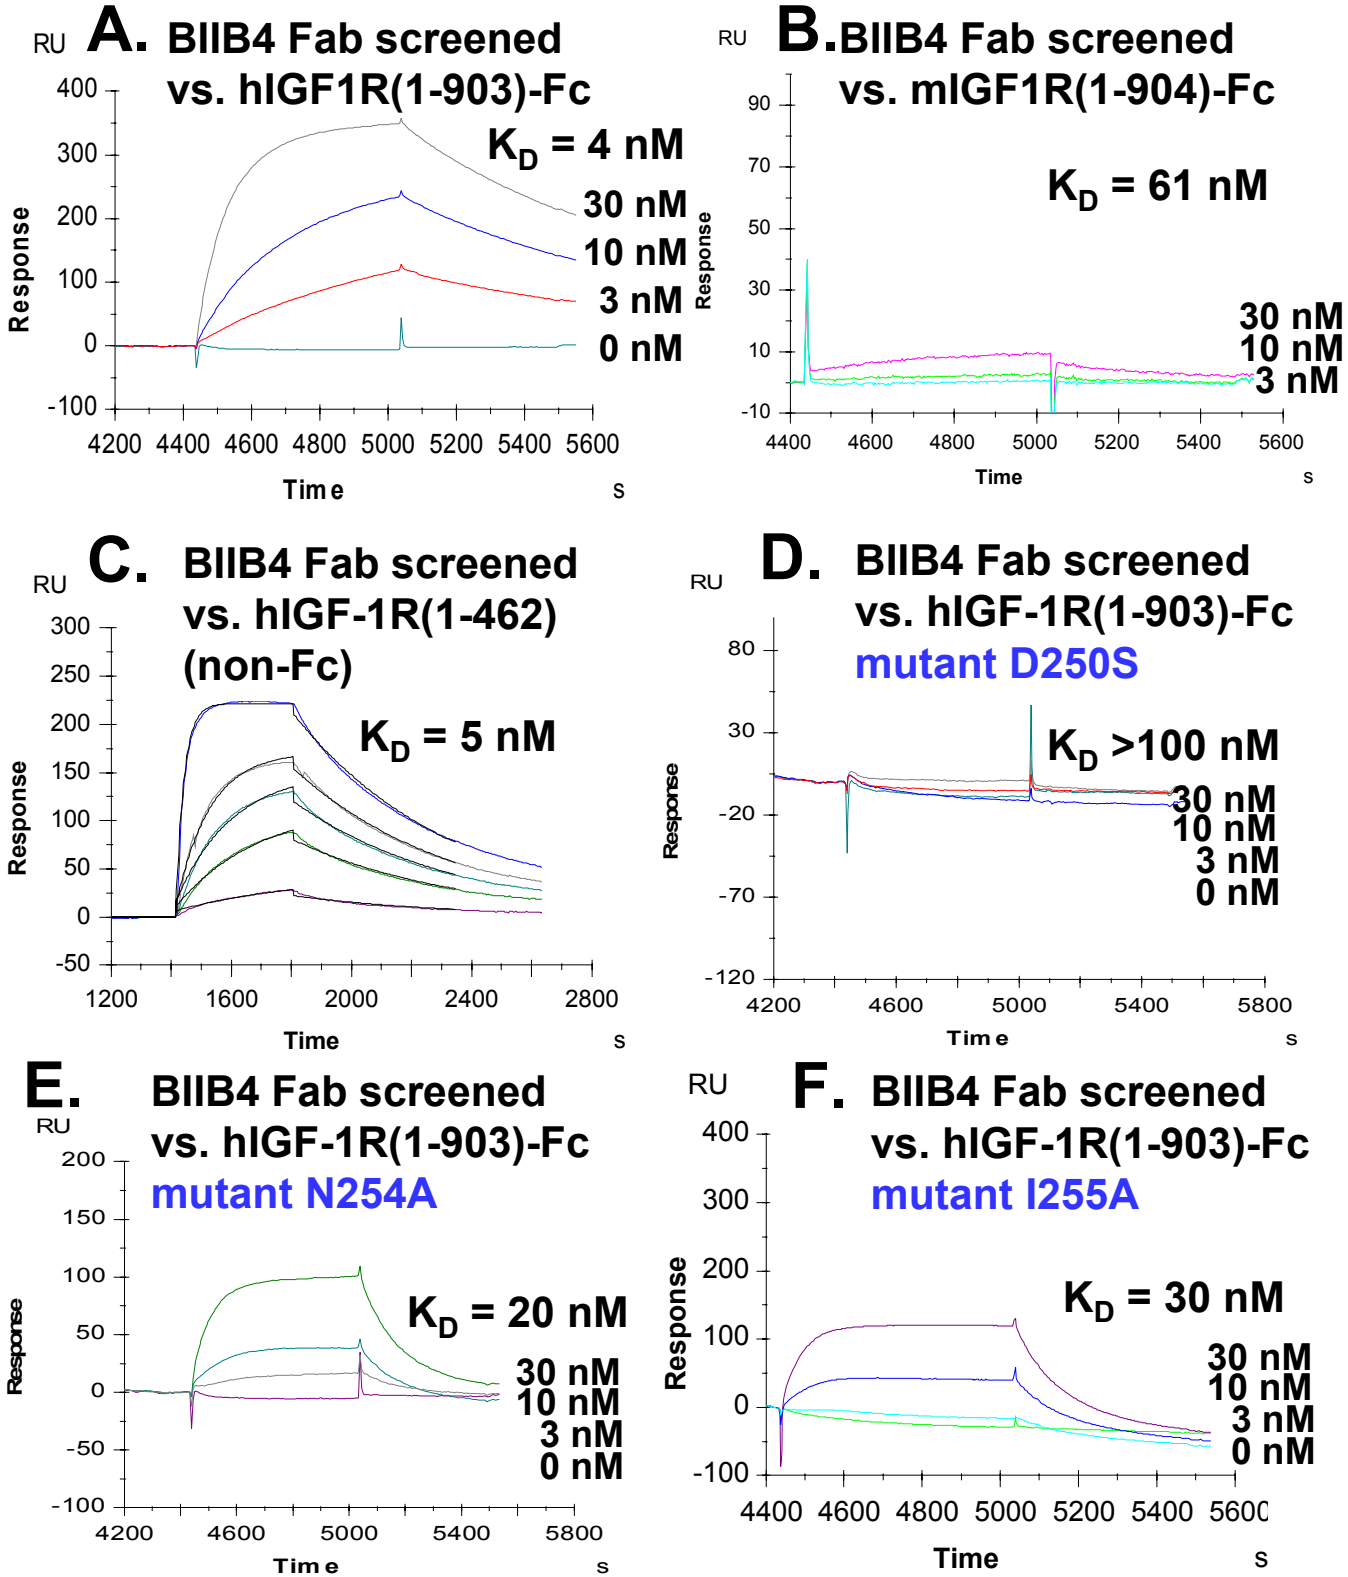 A. BIIB4 Fab screened
vs. hIGF1R(1-903)-Fc
RU
400
300
200
100
0
-100
Response
KD = 4 nM
30 nM
10 nM
3 nM
0 nM
4200 4400 4600 4800 5000 5200 5400 5600
Time
s
B. BIIB4 Fab screened
vs. mIGF1R(1-904)-Fc
RU
90
70
50
30
10
-10
Response
KD = 61 nM
30 nM
10 nM
3 nM
4400 4600 4800 5000 5200 5400 5600
Time
s
C. BIIB4 Fab screened
vs. hIGF-1R(1-462)
(non-Fc)
RU
300
250
200
150
100
50
0
-50
Response
KD = 5 nM
1200 1600 2000 2400 2800
Time
s
D. BIIB4 Fab screened
vs. hIGF-1R(1-903)-Fc
mutant D250S
RU
80
30
-20
-70
-120
Response
KD >100 nM
30 nM
10 nM
3 nM
0 nM
4200 4600 5000 5400 5800
Time
s
E. BIIB4 Fab screened
vs. hIGF-1R(1-903)-Fc
mutant N254A
RU
200
150
100
50
0
-50
-100
Response
KD = 20 nM
30 nM
10 nM
3 nM
0 nM
4200 4600 5000 5400 5800
Time
s
F. BIIB4 Fab screened
vs. hIGF-1R(1-903)-Fc
mutant I255A
RU
400
300
200
100
0
-100
Response
KD = 30 nM
30 nM
10 nM
3 nM
0 nM
4400 4600 4800 5000 5200 5400 5600
Time
s